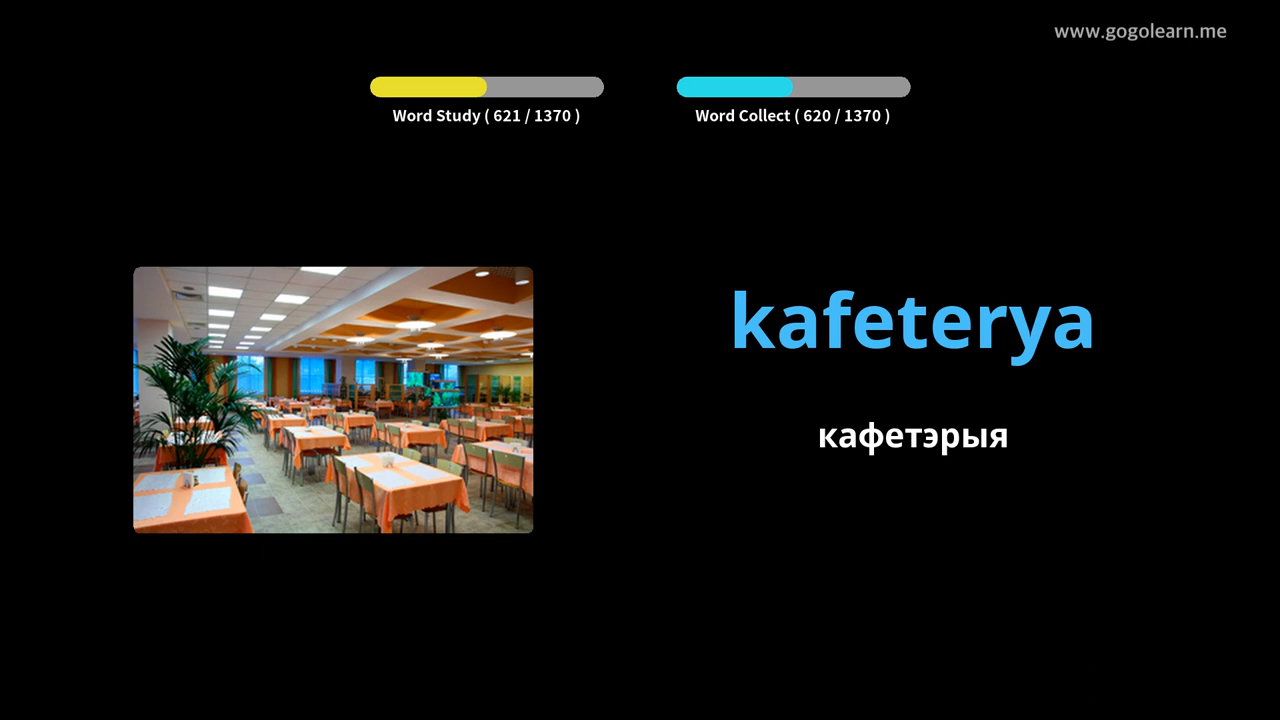 www.gogolearn.me
Word Study ( 621 / 1370 )
Word Collect ( 620 / 1370 )
kafeterya
кафетэрыя